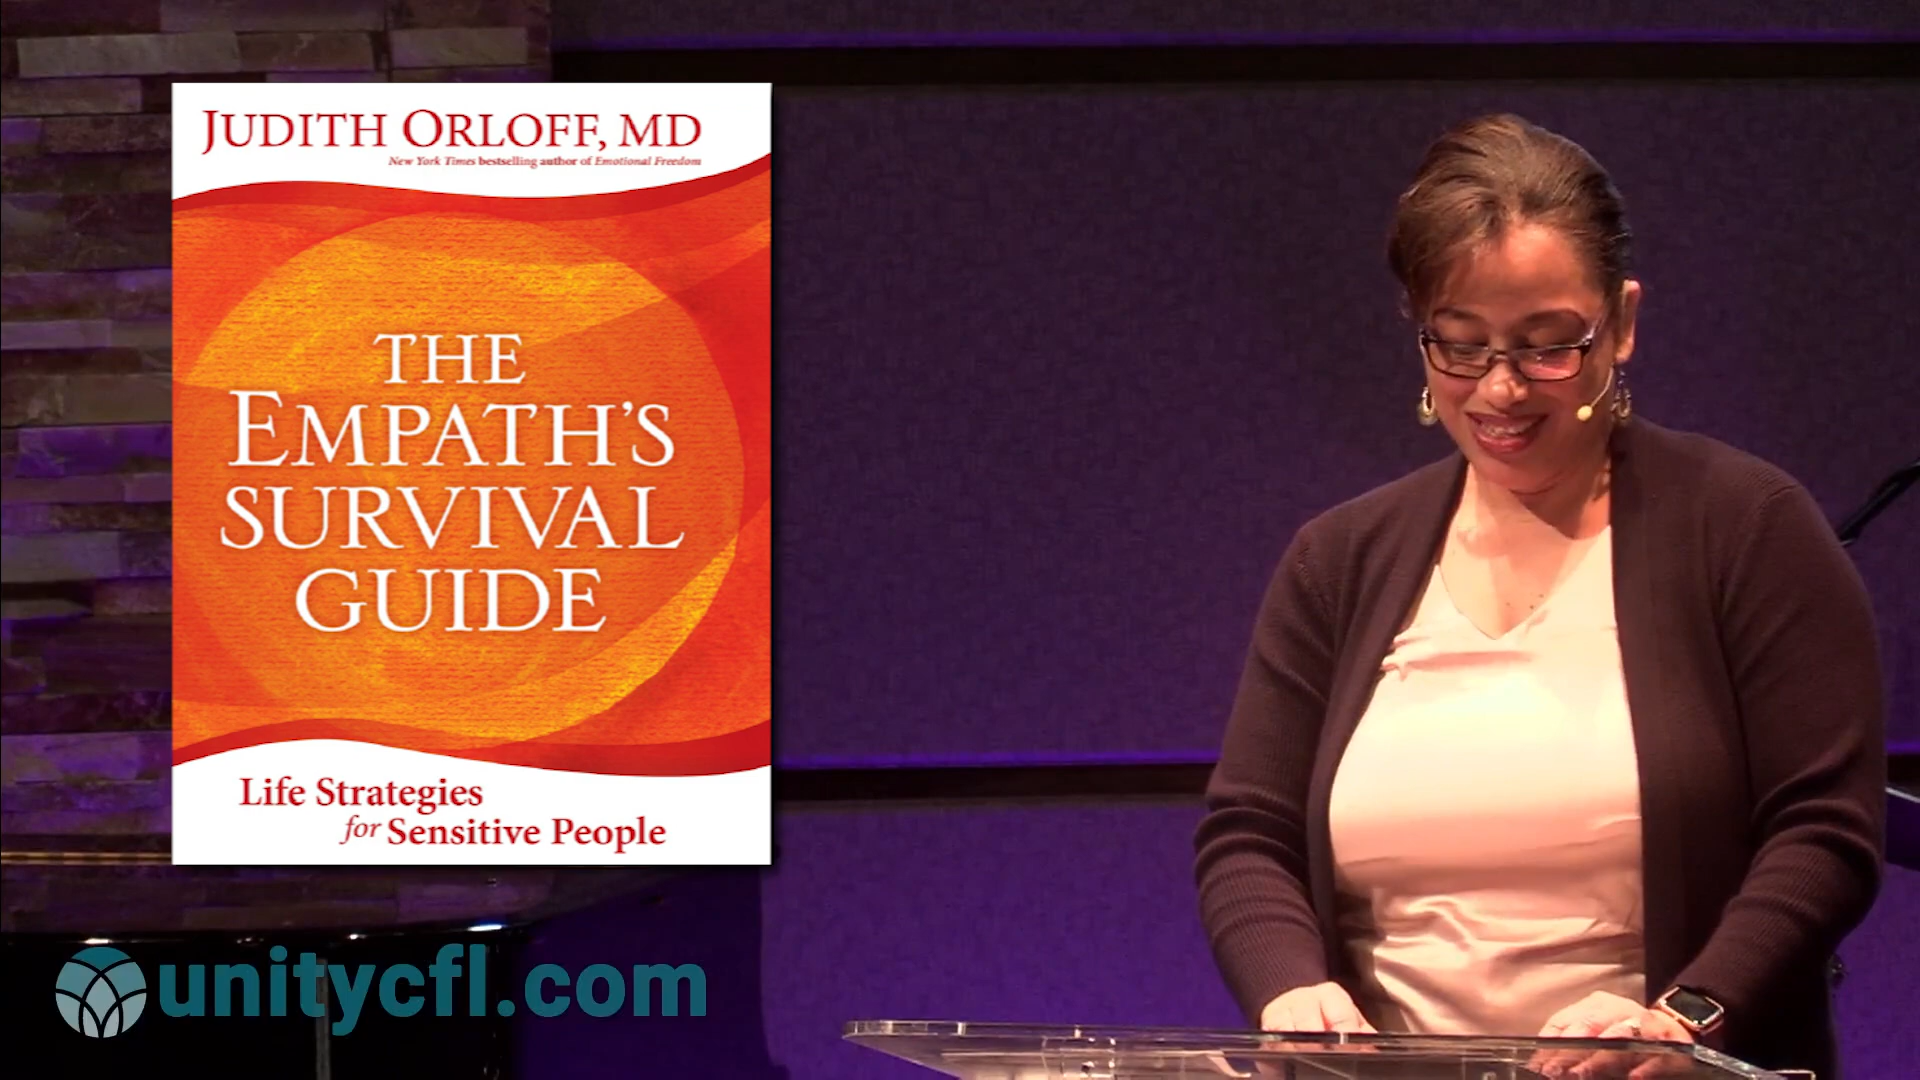 JUDITH ORLOFF, MD
New York Times bestselling author of Emotional Freedom
THE
EMPATH'S
SURVIVAL
GUIDE
Life Strategies
for Sensitive People
unitycfl.com